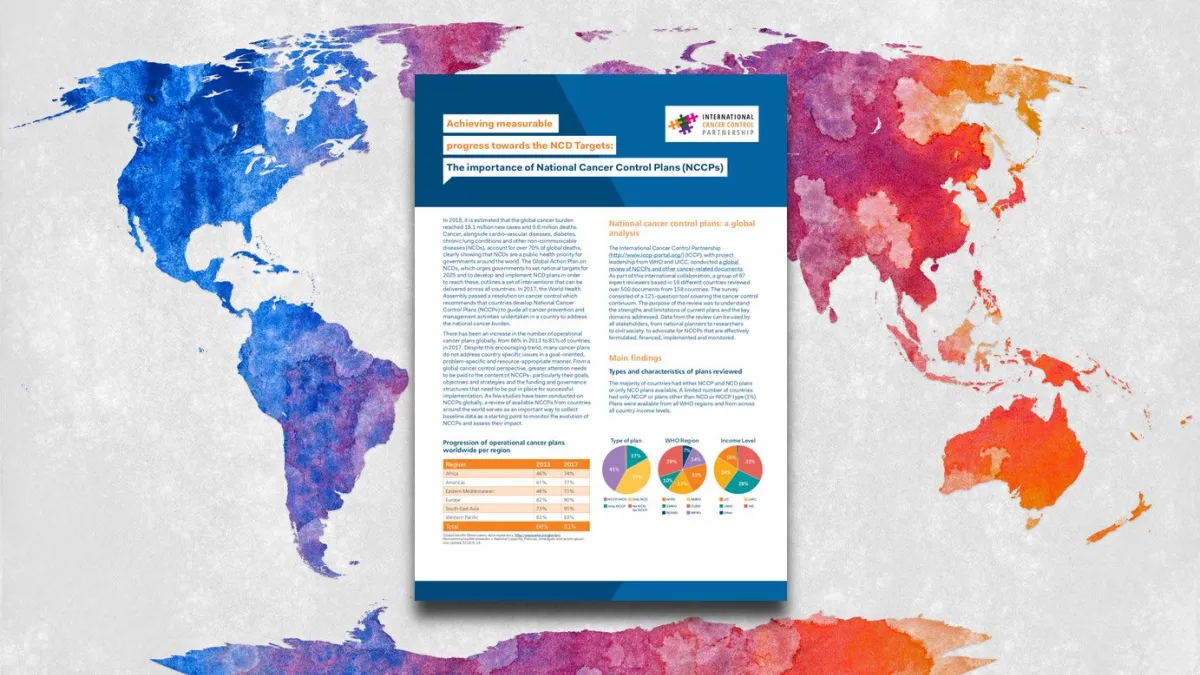 Achieving measurable
progress towards the NCD Targets:
The importance of National Cancer Control Plans (NCCPs)
INTERNATIONAL
CANCER CONTROL
PARTNERSHIP
In 2018, it is estimated that the global cancer burden
reached 18.1 million new cases and 9.6 million deaths.
Cancer, alongside cardio-vascular diseases, diabetes,
chronic lung conditions and other non-communicable
diseases (NCDs), account for over 70% of global deaths,
clearly showing that NCDs are a public health priority for
governments around the world. The Global Action Plan on
NCDs, which urges governments to set national targets for
2025 and to develop and implement NCD plans in order
to reach these, outlines a set of interventions that can be
delivered across all countries. In 2017, the World Health
Assembly passed a resolution on cancer control which
recommends that countries develop National Cancer
Control Plans (NCCPs) to guide all cancer prevention and
management activities undertaken in a country to address
the national cancer burden.
There has been an increase in the number of operational
cancer plans globally, from 66% in 2013 to 81% of countries
in 2017. Despite this encouraging trend, many cancer plans
do not address country specific issues in a goal-oriented,
problem-specific and resource-appropriate manner. From a
global cancer control perspective, greater attention needs
to be paid to the content of NCCPs- particularly their goals,
objectives and strategies and the funding and governance
structures that need to be put in place for successful
implementation. As few studies have been conducted on
NCCPs globally, a review of available NCCPs from countries
around the world serves as an important way to collect
baseline data as a starting point to monitor the evolution of
NCCPs and assess their impact.
Progression of operational cancer plans
worldwide per region
Region 2013 2017
Africa 46% 74%
Americas 61% 77%
Eastern Mediterranean 48% 71%
Europe 82% 90%
South-East Asia 73% 91%
Western Pacific 83%
Total 66% 81%
National cancer control plans: a global
analysis
The International Cancer Control Partnership
(http://www.iccp-portal.org/) (ICCP), with project
leadership from WHO and UICC, conducted a global
review of NCCPs and other cancer-related documents.
As part of this international collaboration, a group of
expert reviewers based in different countries reviewed
over 500 documents from 158 countries. The survey
consisted of a 121-question tool covering the cancer control
continuum. The purpose of the review was to understand
the strengths and limitations of current plans and the key
domains addressed. Data from the review can be used by
all stakeholders, from national planners to researchers
to civil society, to advocate for NCCPs that are effectively
formulated, financed, implemented and monitored.
Main findings
Types and characteristics of plans reviewed
The majority of countries had either NCCP and NCD plans
or only NCD plans available. A limited number of countries
had only NCCP or plans other than NCD or NCCP type
Plans were available from all WHO regions and from across
all country income levels.
Type of plan
17%
WHO Region
14%
10%
Income Level
28%